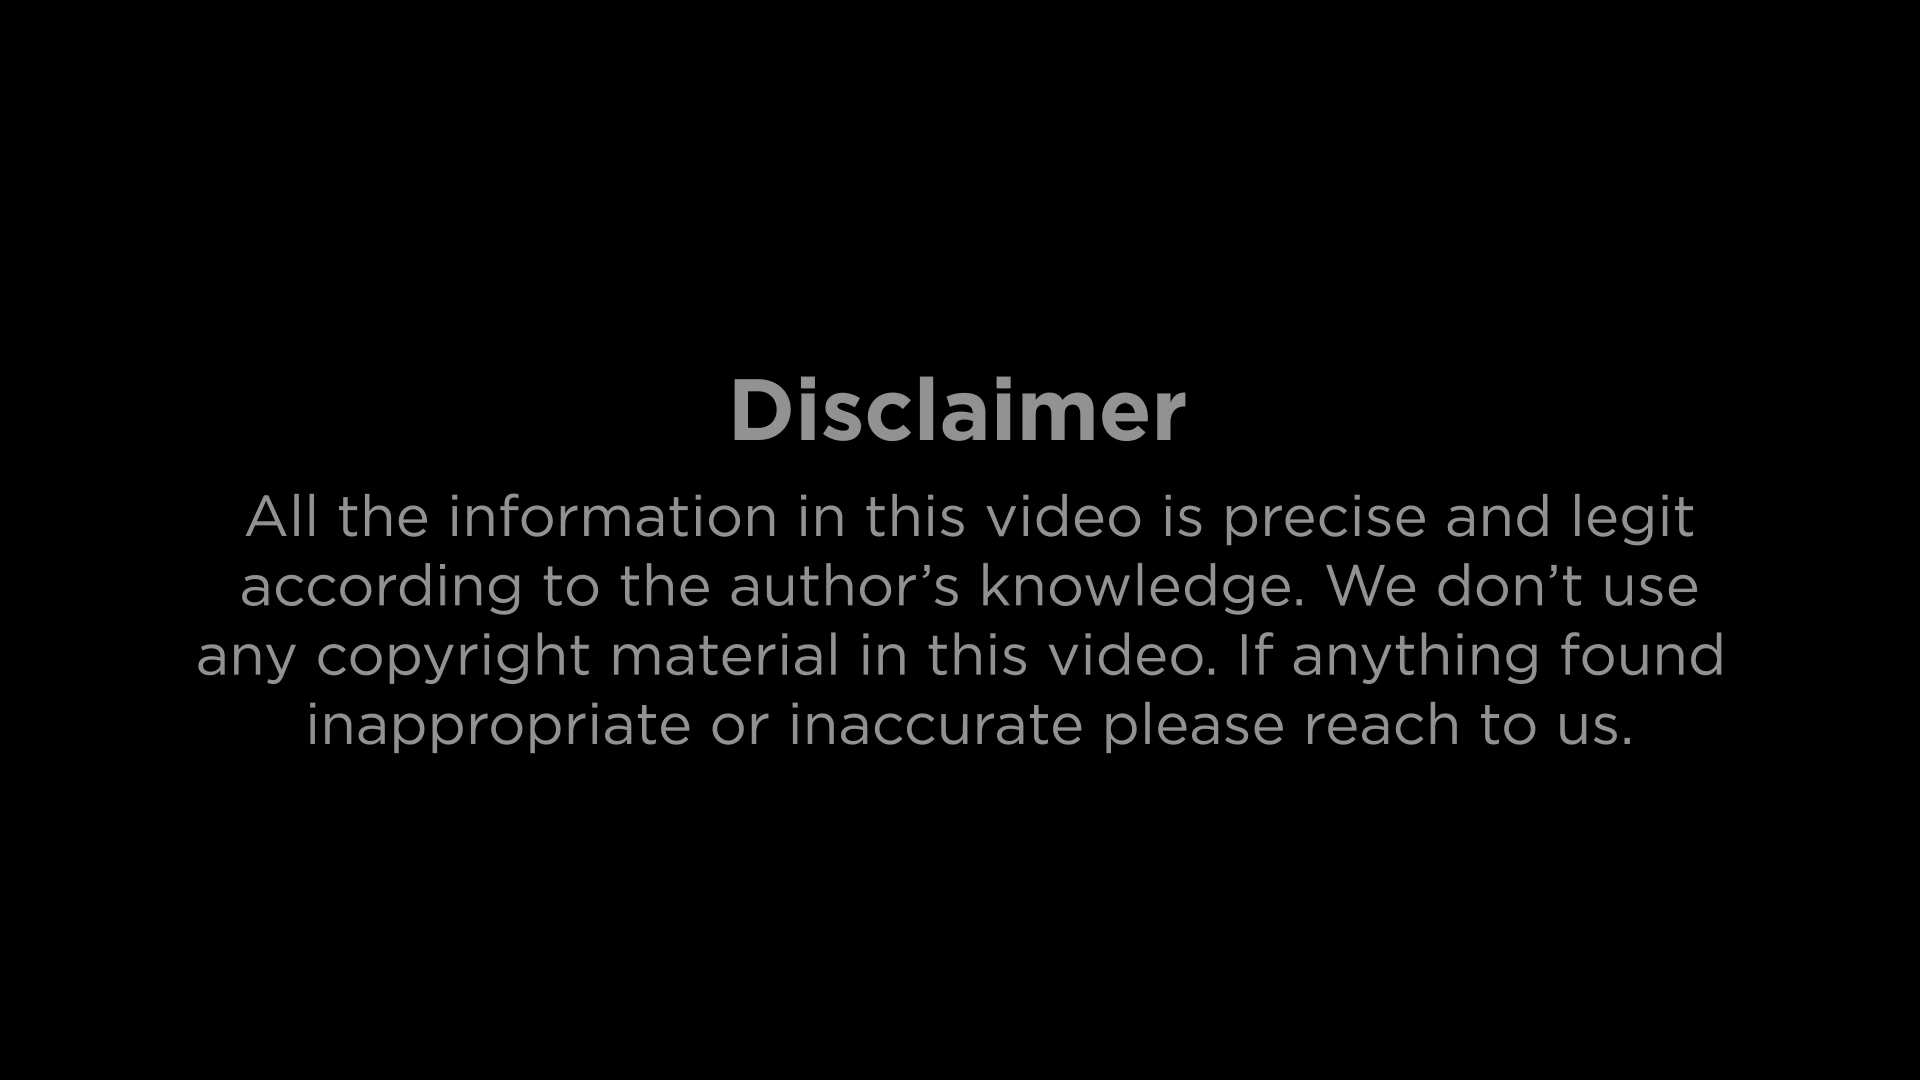 Disclaimer
All the information in this video is precise and legit
according to the author’s knowledge. We don’t use
any copyright material in this video. If anything found
inappropriate or inaccurate please reach to us.